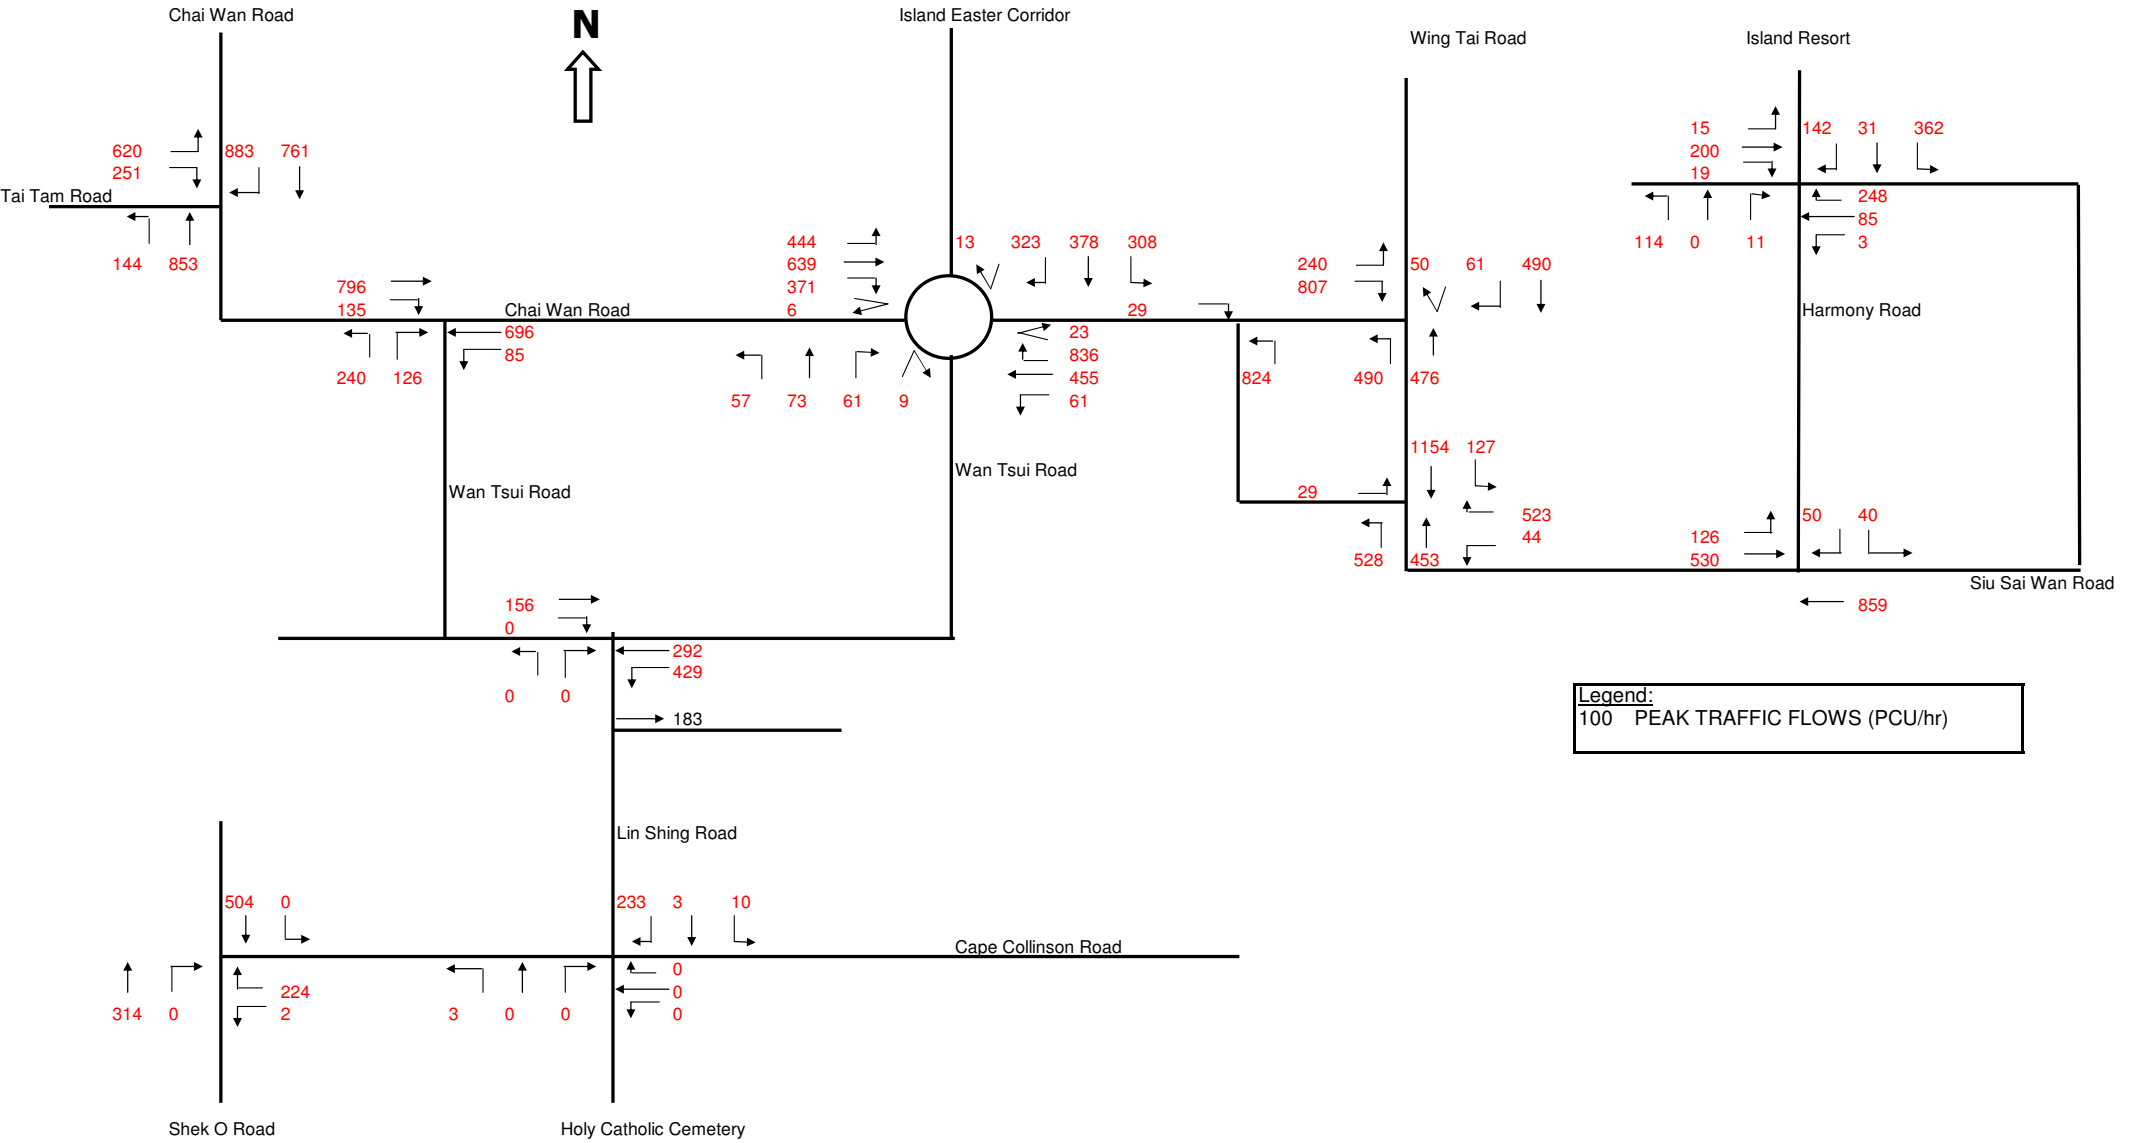 Chai Wan Road
N
Island Easter Corridor
Wing Tai Road
Island Resort
620
251
883 761
Tai Tam Road
144 853
796
135
Chai Wan Road
696
85
240 126
444
639
371
6
13 323 378 308
29
23
836
455
61
57 73 61 9
240
807
50 61 490
824
490 476
15
200
19
142 31 362
248
85
3
114 0 11
Harmony Road
Wan Tsui Road
Wan Tsui Road
1154 127
29
523
44
528 453
126
530
50 40
Siu Sai Wan Road
859
156
0
292
429
0 0
183
Legend:
100 PEAK TRAFFIC FLOWS (PCU/hr)
Lin Shing Road
504 0
233 3 10
Cape Collinson Road
224
2
314 0
3 0 0
0
0
0
Shek O Road
Holy Catholic Cemetery